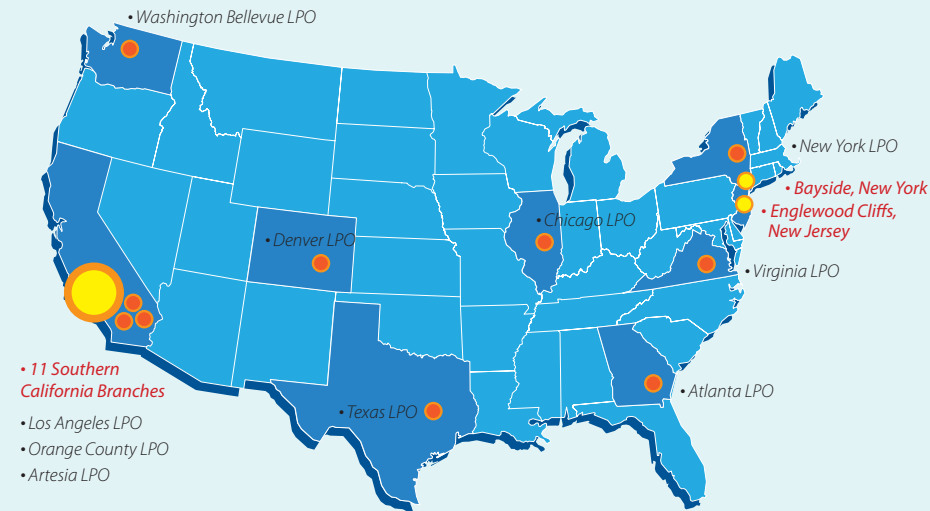 • Washington Bellevue LPO
• New York LPO
• Bayside, New York
• Englewood Cliffs,
New Jersey
• Chicago LPO
• Denver LPO
• Virginia LPO
• 11 Southern
California Branches
• Los Angeles LPO
• Orange County LPO
• Artesia LPO
• Texas LPO
• Atlanta LPO